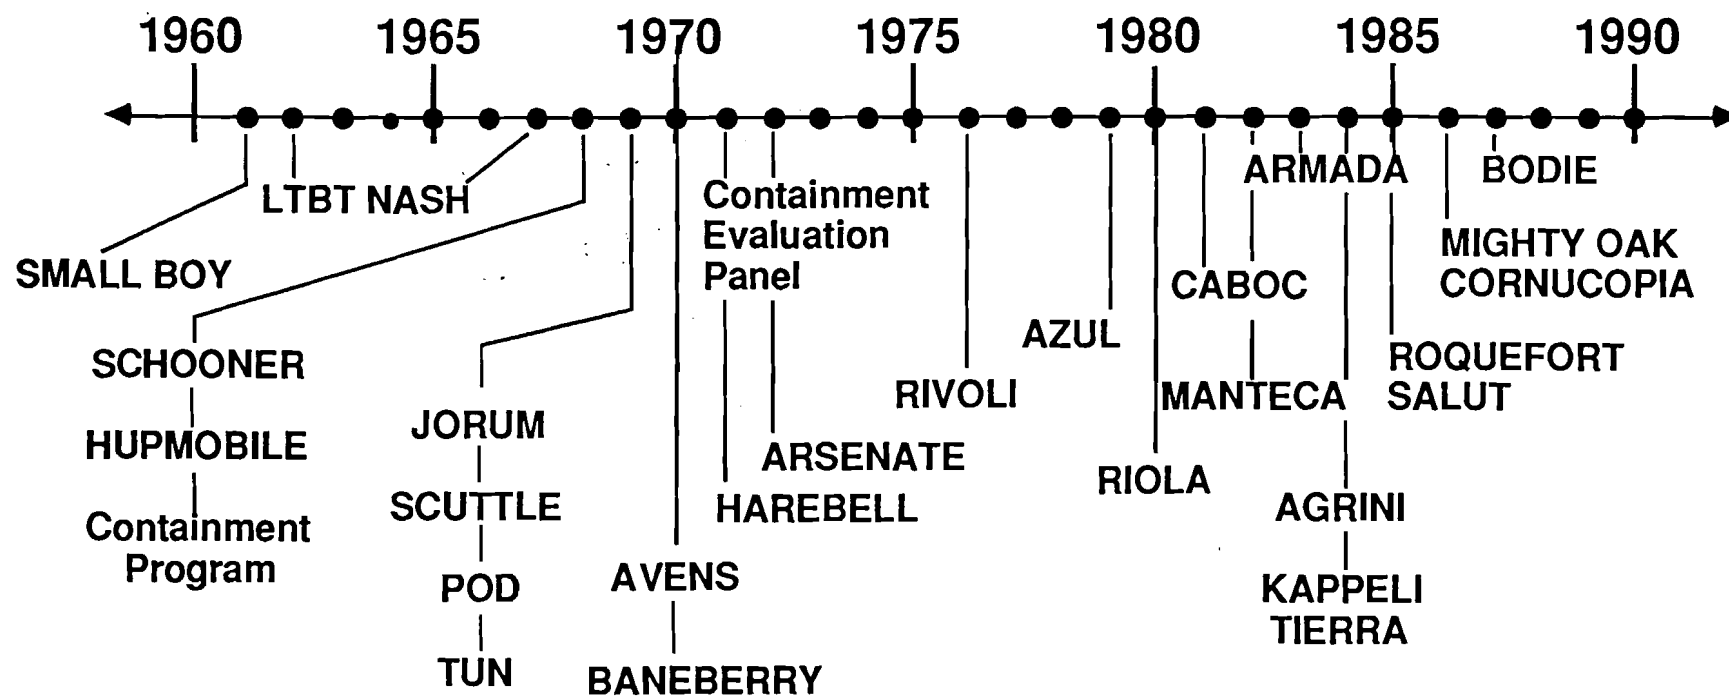 1960 1965 1970 1975 1980 1985 1990
ARMADA BODIE
LTBT NASH
Containment
Evaluation
Panel
SMALL BOY
MIGHTY OAK
CORNUCOPIA
CABOC
AZUL
SCHOONER
ROQUEFORT
SALUT
RIVOLI
MANTECA
JORUM
HUPMOBILE
ARSENATE
RIOLA
SCUTTLE
HAREBELL
AGRINI
Containment
Program
AVENS
POD
KAPPELI
TIERRA
TUN
BANEBERRY